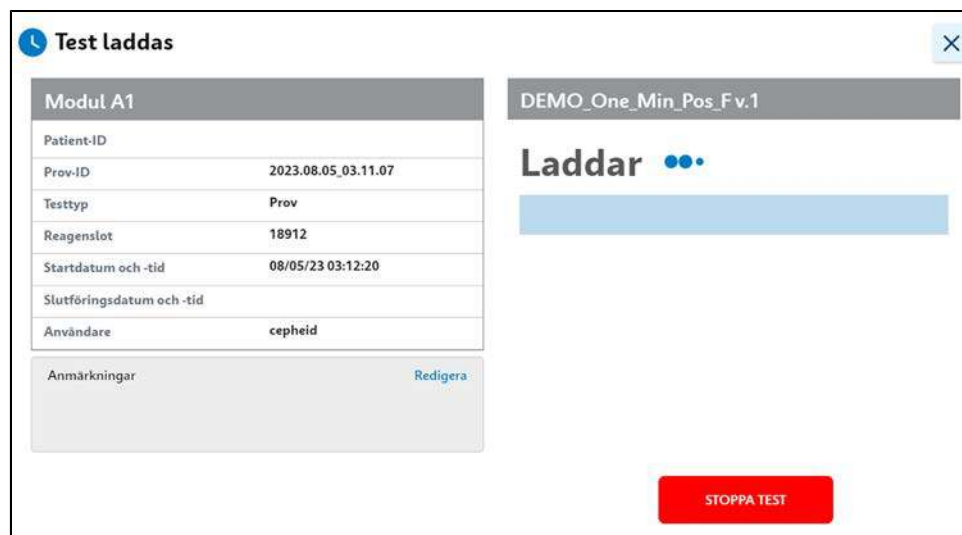 Test laddas
Modul A1
Patient-ID
Prov-ID 2023.08.05_03.11.07
Testtyp Prov
Reagenslot 18912
Startdatum och -tid 08/05/23 03:12:20
Slutföringsdatum och -tid
Användare cepheid
Anmärkningar Redigera
DEMO_One_Min_Pos_F v.1
Laddar
STOPPA TEST